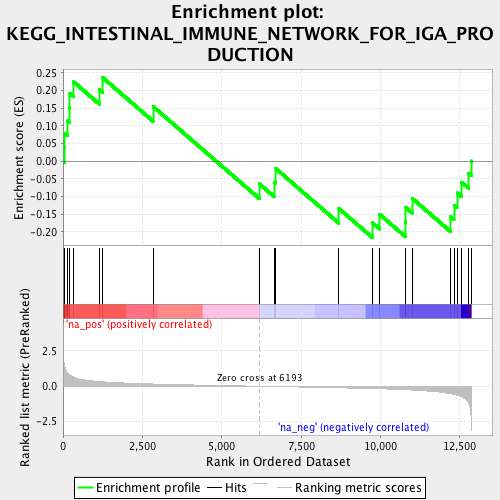 Enrichment plot:
KEGG_INTESTINAL_IMMUNE_NETWORK_FOR_IGA_PRO
DUCTION
Enrichment score (ES)
0.25
0.20
0.15
0.10
0.05
0.00
-0.05
-0.10
-0.15
-0.20
'na_pos' (positively correlated)
Ranked list metric (PreRanked)
2.5
0.0
-2.5
Zero cross at 6193
'na_neg' (negatively correlated)
0
2,500
5,000
7,500
10,000
12,500
Rank in Ordered Dataset
Enrichment profile
Hits
Ranking metric scores